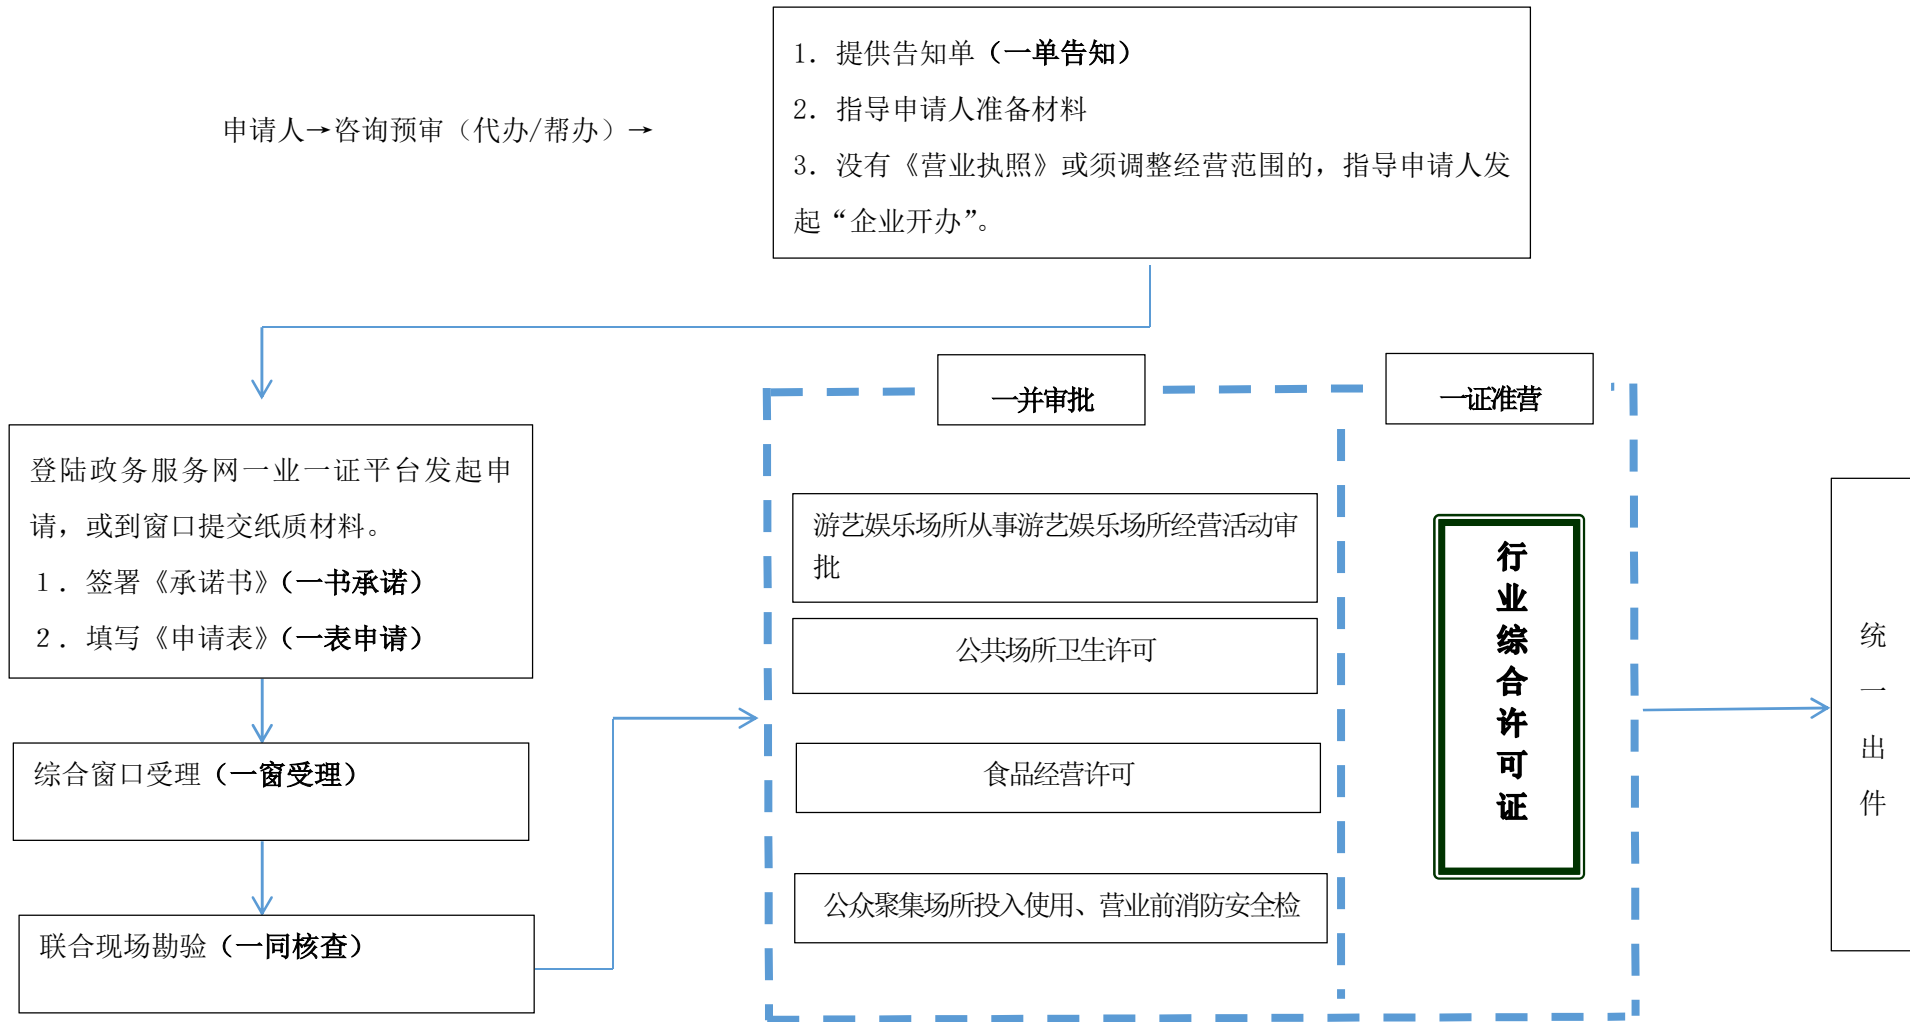 申请人→咨询预审（代办/帮办）→
1. 提供告知单（一单告知）
2. 指导申请人准备材料
3. 没有《营业执照》或须调整经营范围的，指导申请人发
起“企业开办”。
登陆政务服务网一业一证平台发起申
请，或到窗口提交纸质材料。
1. 签署《承诺书》（一书承诺）
2. 填写《申请表》（一表申请）
综合窗口受理（一窗受理）
联合现场勘验（一同核查）
一并审批
游艺娱乐场所从事游艺娱乐场所经营活动审
批
公共场所卫生许可
食品经营许可
公众聚集场所投入使用、营业前消防安全检
一证准营
行业综合许可证
统一出件